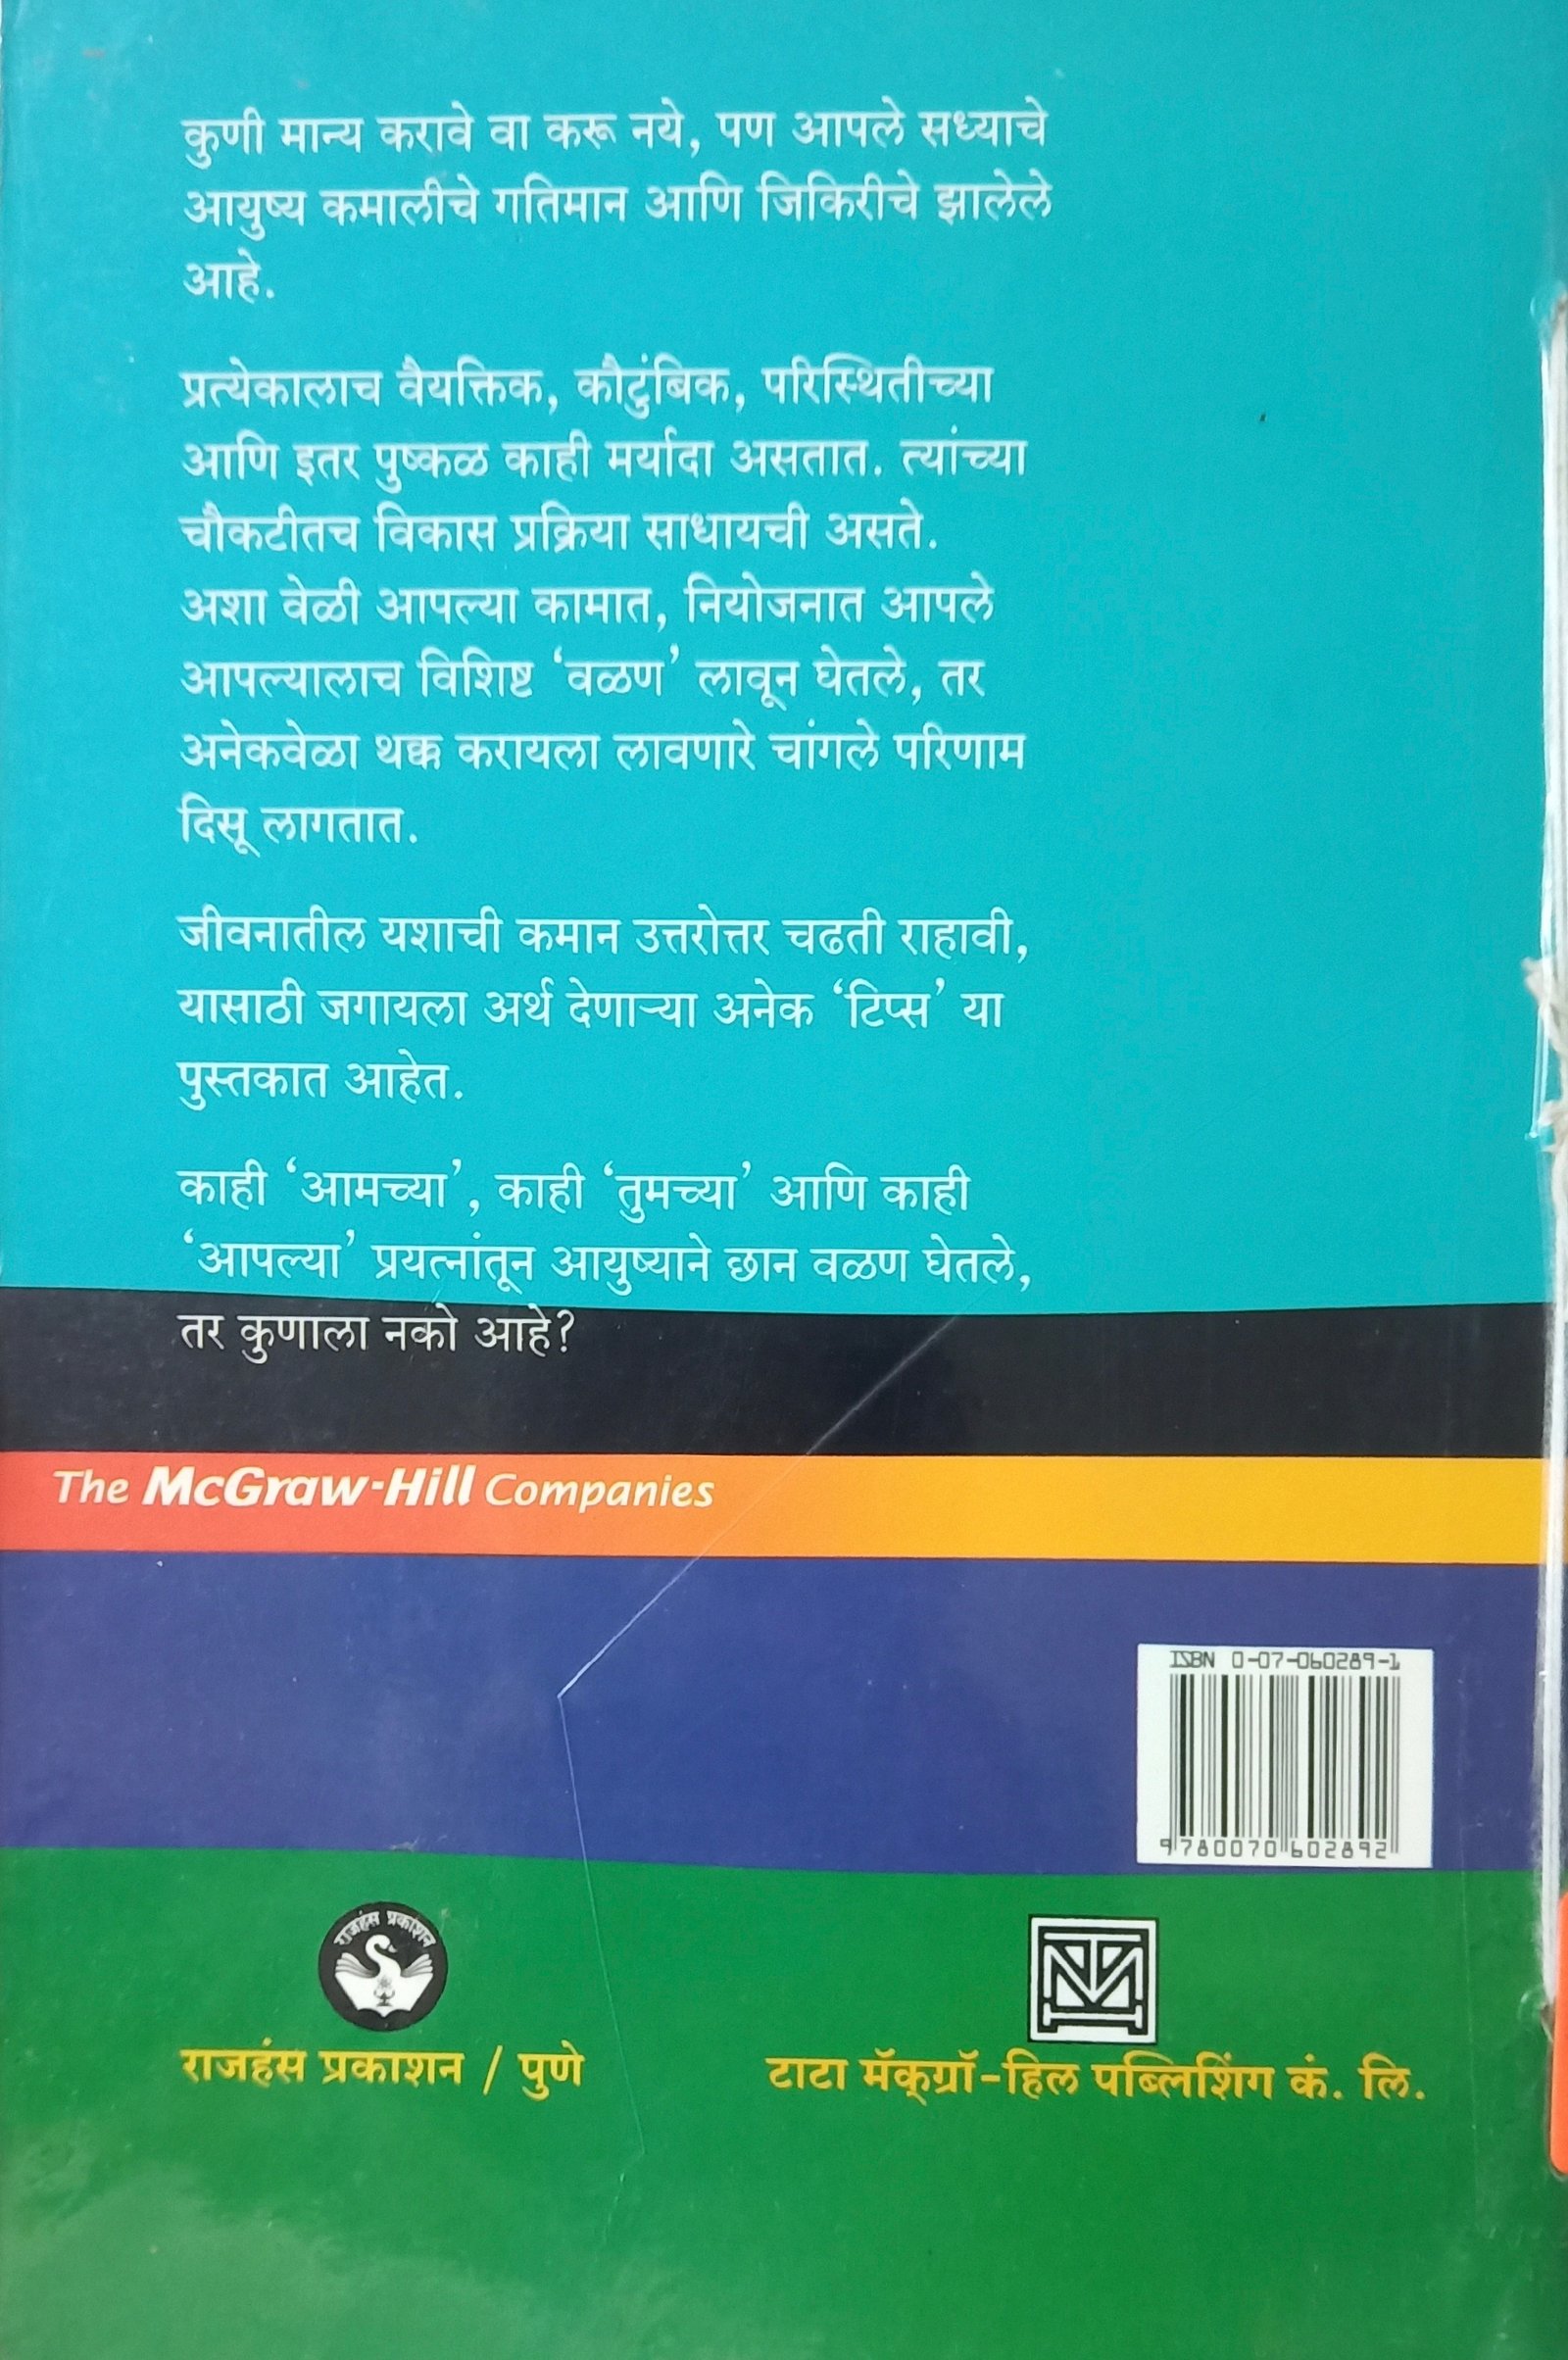 कुणी मान्य करावे वा करू नये, पण आपले सध्याचे
आयुष्य कमालीचे गतिमान आणि जिकिरीचे झालेले
आहे.
प्रत्येकालाच वैयक्तिक, कौटुंबिक, परिस्थितीच्या
आणि इतर पुष्कळ काही मर्यादा असतात. त्यांच्या
चौकटीतच विकास प्रक्रिया साधायची असते.
अशा वेळी आपल्या कामात, नियोजनात आपले
आपल्यालाच विशिष्ट ‘वळण’ लावून घेतले, तर
अनेकवेळा थक्क करायला लावणारे चांगले परिणाम
दिसू लागतात.
जीवनातील यशाची कमान उत्तरोत्तर चढती राहावी,
यासाठी जगायला अर्थ देणाऱ्या अनेक ‘टिप्स’ या
पुस्तकात आहेत.
काही ‘आमच्या’, काही ‘तुमच्या’ आणि काही
‘आपल्या’ प्रयत्नांतून आयुष्याने छान वळण घेतले,
तर कुणाला नको आहे?
The McGraw-Hill Companies
ISBN 0-07-060289-1
9780070602892
राजहंस प्रकाशन
राजहंस प्रकाशन / पुणे
टाटा मॅक्ग्रॉ-हिल पब्लिशिंग कं. लि.